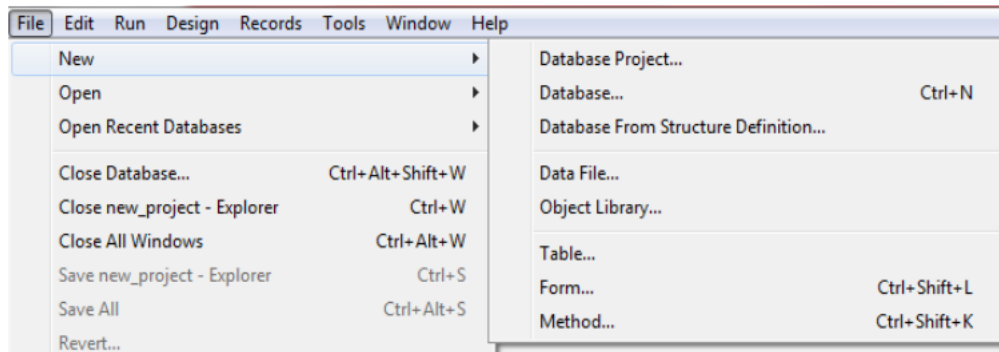 File Edit Run Design Records Tools Window Help
New
Open
Open Recent Databases
Close Database... Ctrl+Alt+Shift+W
Close new_project - Explorer Ctrl+W
Close All Windows Ctrl+Alt+W
Save new_project - Explorer Ctrl+S
Save All Ctrl+Alt+S
Revert...
Database Project...
Database... Ctrl+N
Database From Structure Definition...
Data File...
Object Library...
Table...
Form... Ctrl+Shift+L
Method... Ctrl+Shift+K